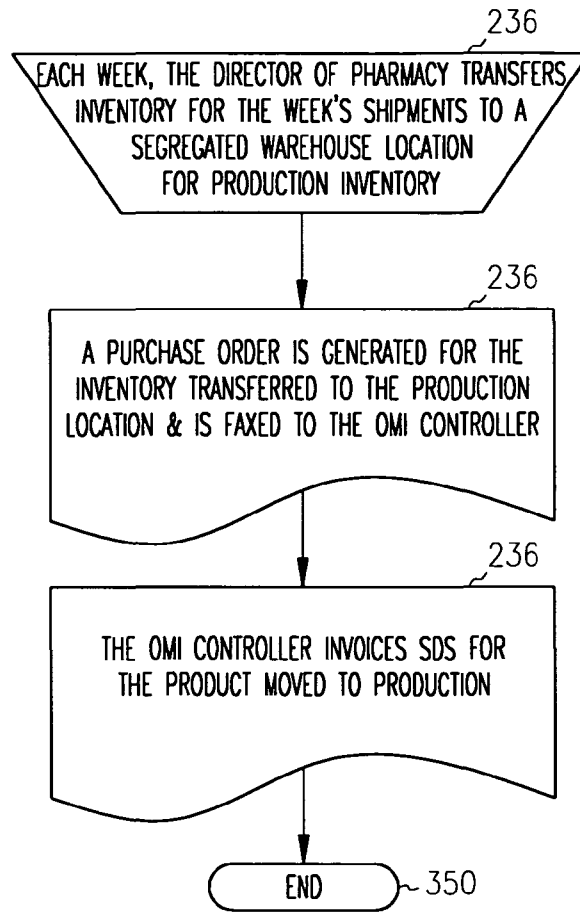 236
EACH WEEK, THE DIRECTOR OF PHARMACY TRANSFERS
INVENTORY FOR THE WEEK'S SHIPMENTS TO A
SEGREGATED WAREHOUSE LOCATION
FOR PRODUCTION INVENTORY
236
A PURCHASE ORDER IS GENERATED FOR THE
INVENTORY TRANSFERRED TO THE PRODUCTION
LOCATION & IS FAXED TO THE OMI CONTROLLER
236
THE OMI CONTROLLER INVOICES SDS FOR
THE PRODUCT MOVED TO PRODUCTION
END
350